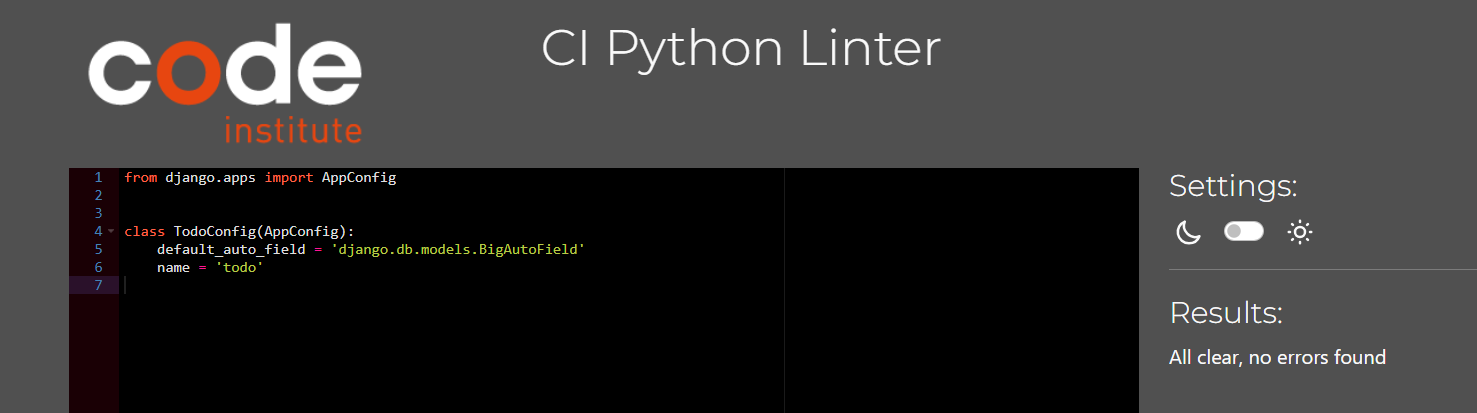 code
institute
CI Python Linter
1 from django.apps import AppConfig
2
3
4 class TodoConfig(AppConfig):
5     default_auto_field = 'django.db.models.BigAutoField'
6     name = 'todo'
7
Settings:
Results:
All clear, no errors found